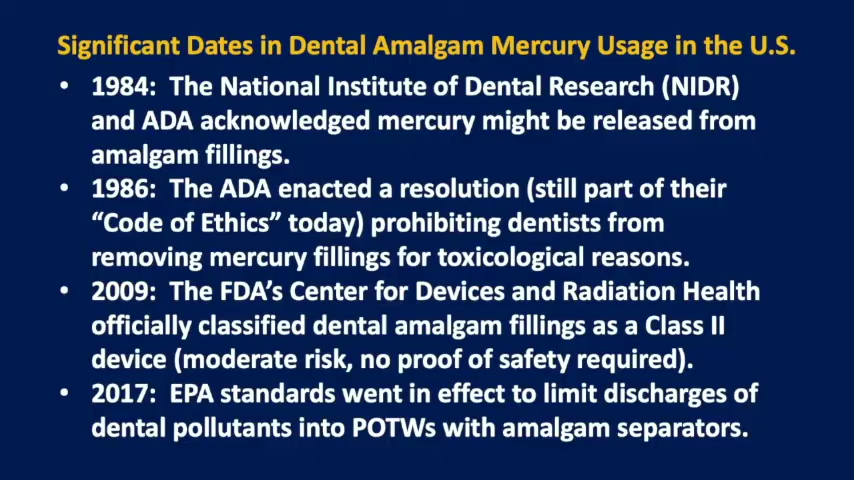 Significant Dates in Dental Amalgam Mercury Usage in the U.S.
• 1984: The National Institute of Dental Research (NIDR)
and ADA acknowledged mercury might be released from
amalgam fillings.
• 1986: The ADA enacted a resolution (still part of their
“Code of Ethics” today) prohibiting dentists from
removing mercury fillings for toxicological reasons.
• 2009: The FDA’s Center for Devices and Radiation Health
officially classified dental amalgam fillings as a Class II
device (moderate risk, no proof of safety required).
• 2017: EPA standards went in effect to limit discharges of
dental pollutants into POTWs with amalgam separators.